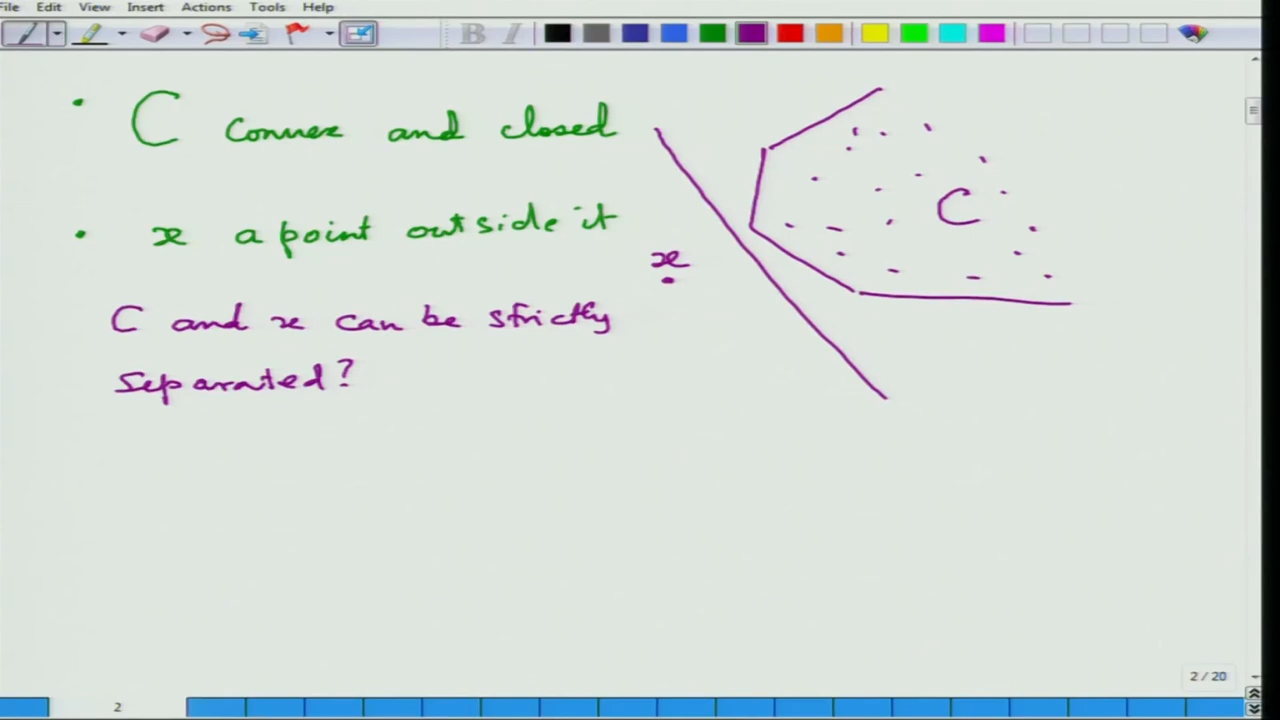 File Edit View Insert Actions Tools Help
B I
• C convex and closed
• x a point outside it
C and x can be strictly
separated?
x
C
2 / 20
2